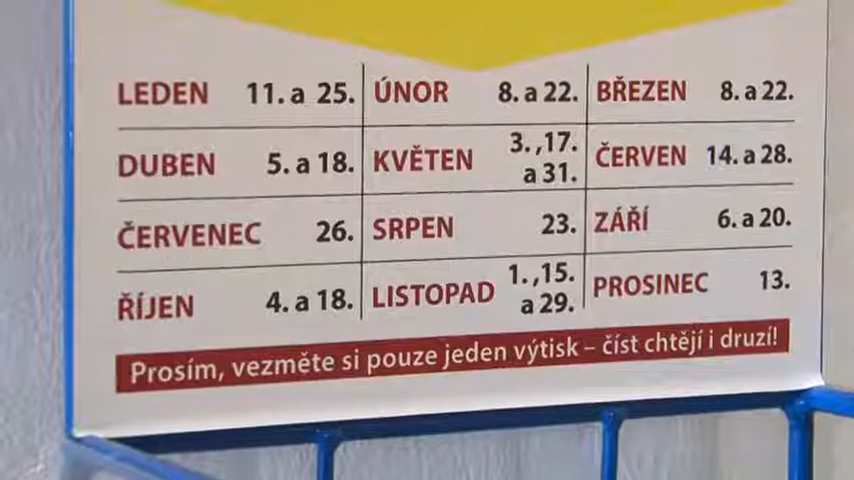 LEDEN 11. a 25. ÚNOR 8. a 22. BŘEZEN 8. a 22.
DUBEN 5. a 18. KVĚTEN 3. ,17. a 31. ČERVEN 14. a 28.
ČERVENEC 26. SRPEN 23. ZÁŘÍ 6. a 20.
ŘÍJEN 4. a 18. LISTOPAD 1. ,15. a 29. PROSINEC 13.
Prosím, vezměte si pouze jeden výtisk – číst chtějí i druzí!